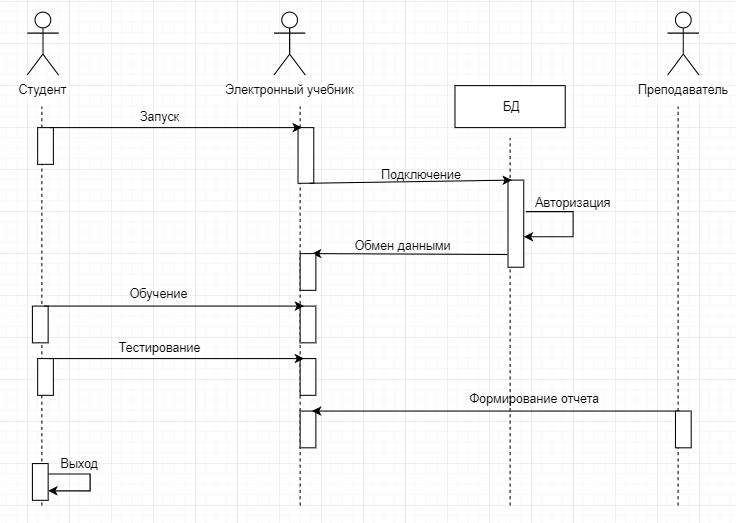 Студент
Электронный учебник
БД
Преподаватель
Запуск
Подключение
Авторизация
Обмен данными
Обучение
Тестирование
Формирование отчета
Выход